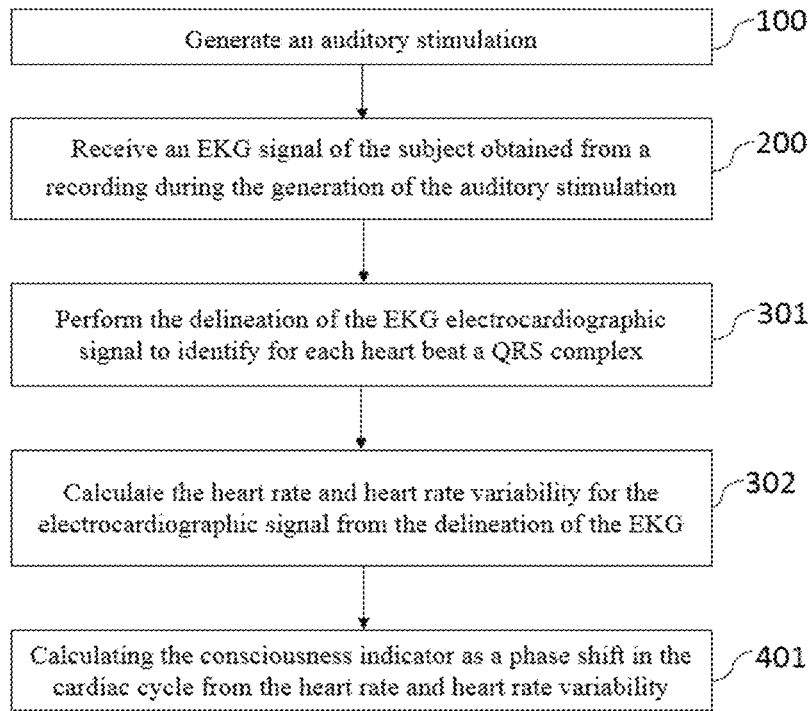 Generate an auditory stimulation
100
Receive an EKG signal of the subject obtained from a
recording during the generation of the auditory stimulation
200
Perform the delineation of the EKG electrocardiographic
signal to identify for each heart beat a QRS complex
301
Calculate the heart rate and heart rate variability for the
electrocardiographic signal from the delineation of the EKG
302
Calculating the consciousness indicator as a phase shift in the
cardiac cycle from the heart rate and heart rate variability
401